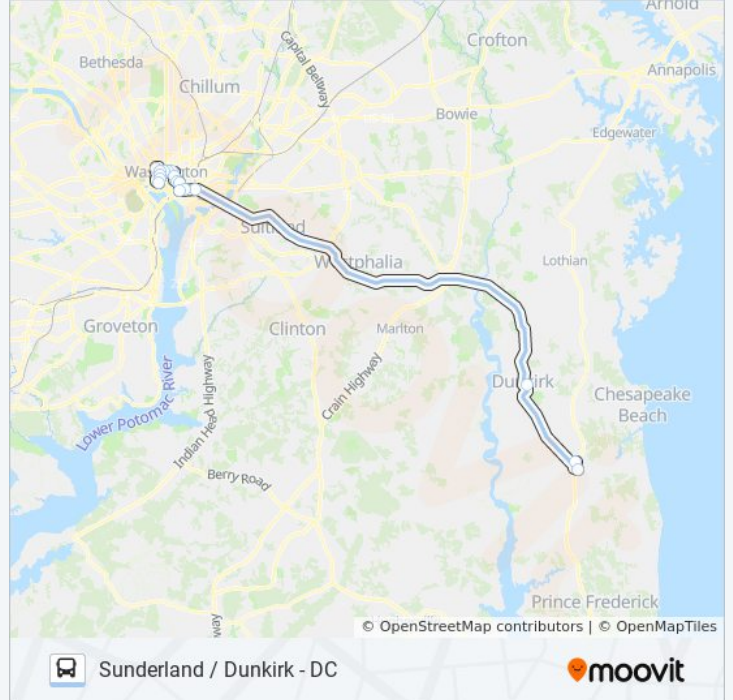 Arnold
Crofton
Bethesda
Capital Beltway
Annapolis
Chillum
Bowie
Edgewater
Washington
Suitland
Westphalia
Lothian
Groveton
Clinton
Marlton
Lower Potomac River
Indian Head Highway
Crain Highway
Dunkirk
Chesapeake
Beach
Berry Road
Prince Frederick
way
© OpenStreetMap contributors | © OpenMapTiles
Sunderland / Dunkirk - DC
moovit